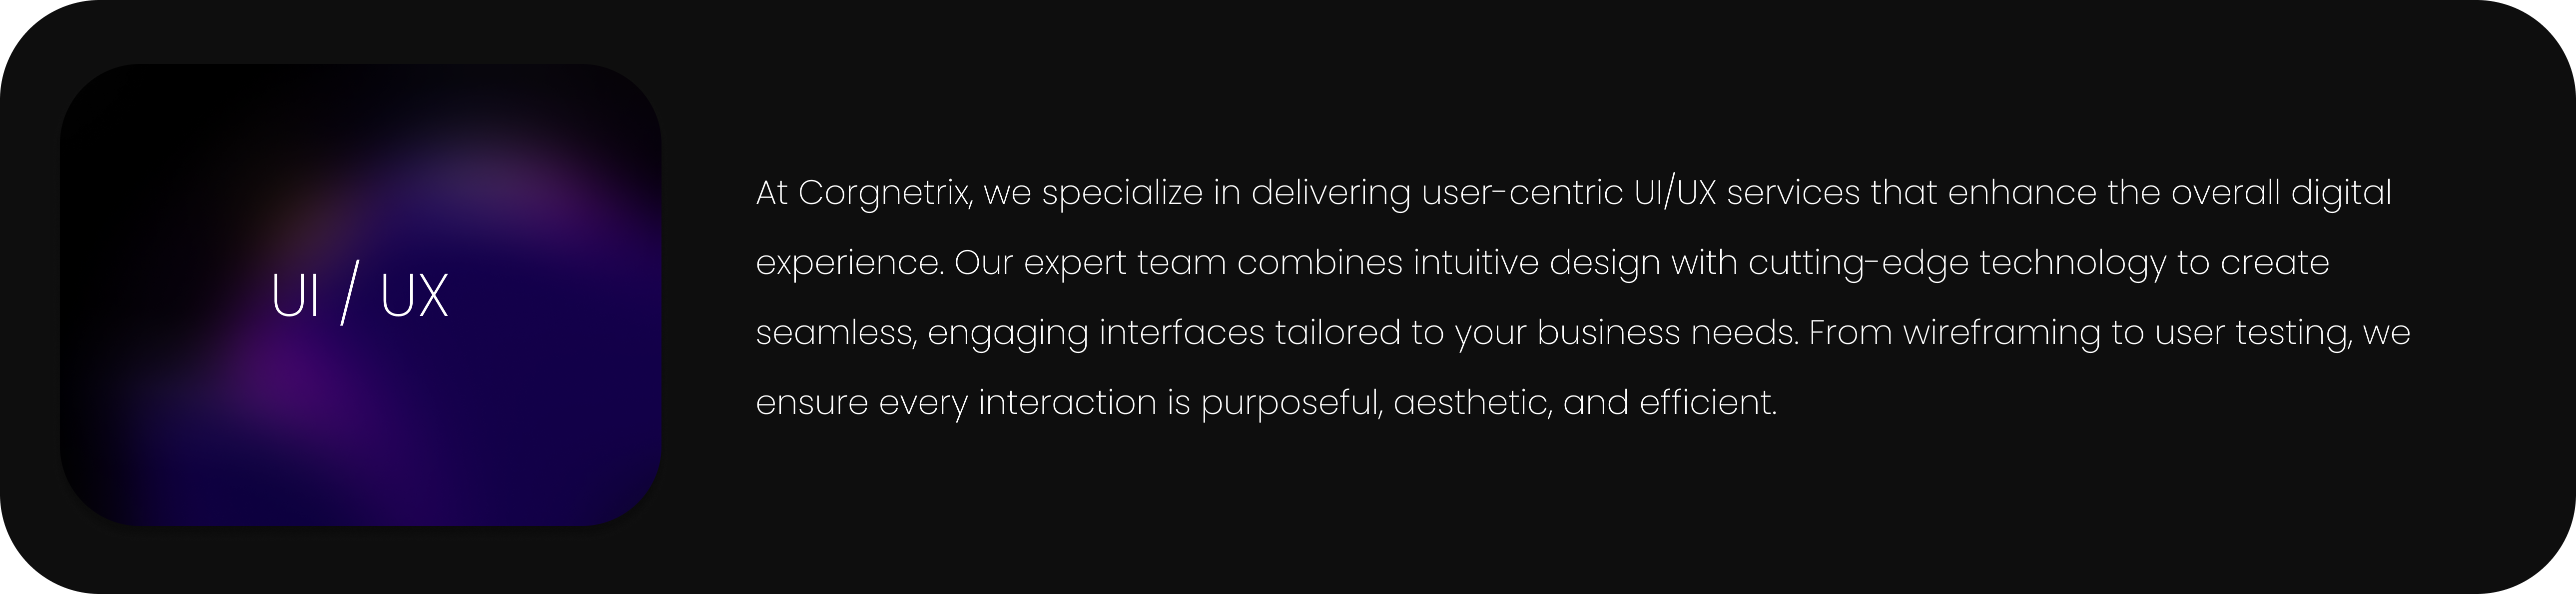 UI / UX
At Corgnetrix, we specialize in delivering user-centric UI/UX services that enhance the overall digital
experience. Our expert team combines intuitive design with cutting-edge technology to create
seamless, engaging interfaces tailored to your business needs. From wireframing to user testing, we
ensure every interaction is purposeful, aesthetic, and efficient.